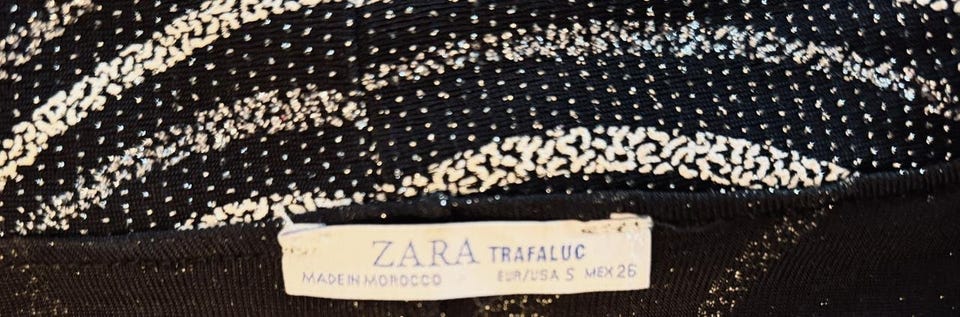 ZARA TRAFALUC
MADE IN MOROCCO EUR/USA S MEX 26